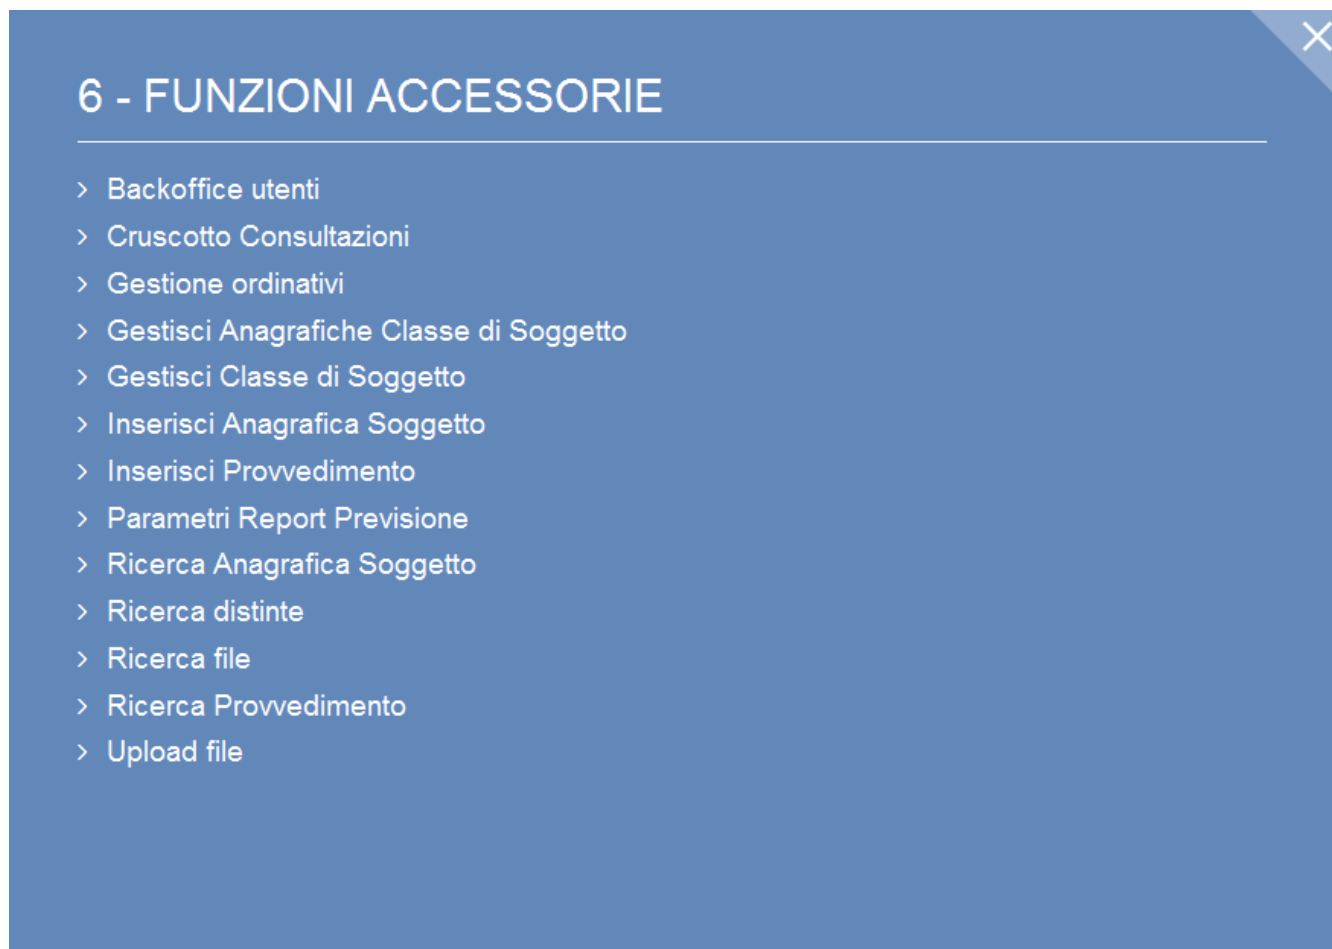 6 - FUNZIONI ACCESSORIE
Backoffice utenti
Cruscotto Consultazioni
Gestione ordinativi
Gestisci Anagrafiche Classe di Soggetto
Gestisci Classe di Soggetto
Inserisci Anagrafica Soggetto
Inserisci Provvedimento
Parametri Report Previsione
Ricerca Anagrafica Soggetto
Ricerca distinte
Ricerca file
Ricerca Provvedimento
Upload file